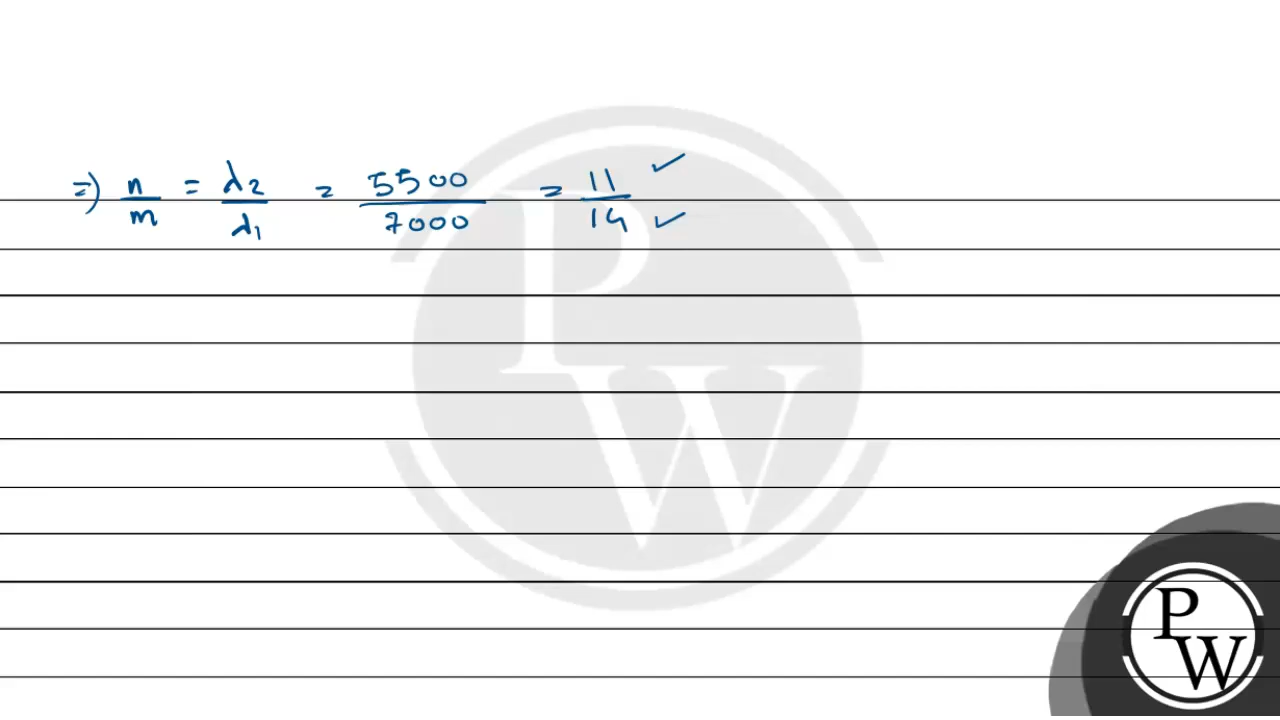 =) n/m = λ2/λ1 = 5500/7000 = 11/14 ✓ ✓
P
W
P
W